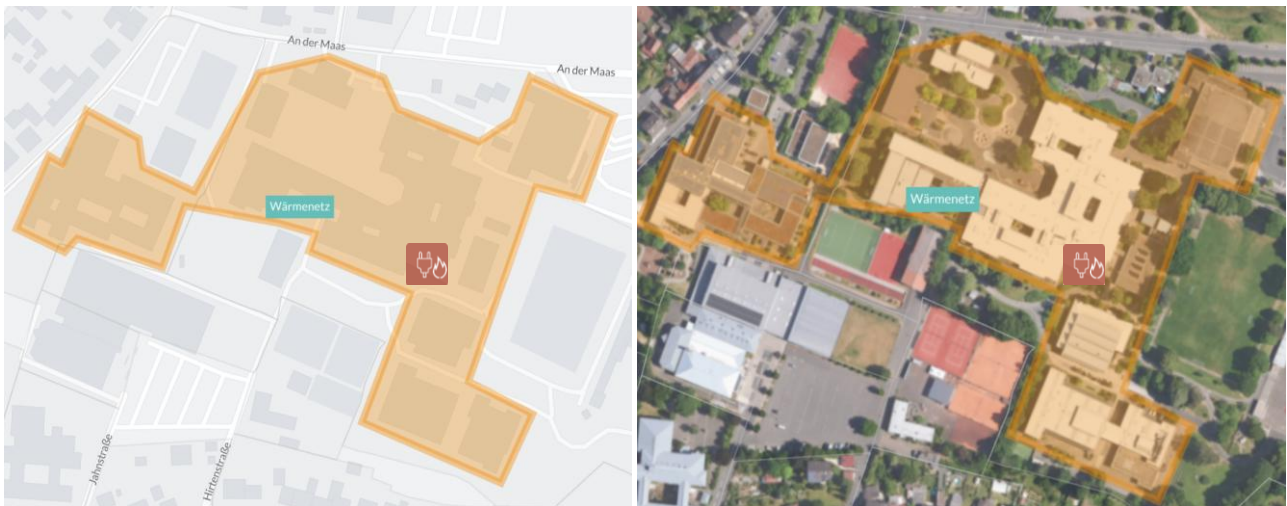 An der Maas
An der Maas
Wärmenetz
Jahnstraße
Hirtenstraße
Wärmenetz